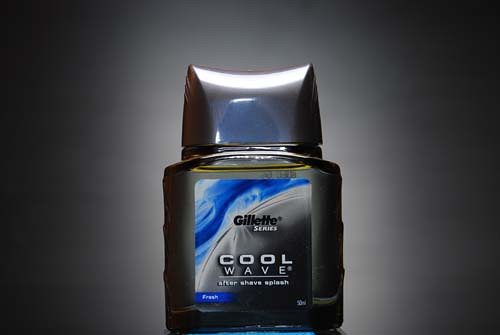 Gillette®
SERIES
COOL
WAVE®
after shave splash
Fresh
50ml